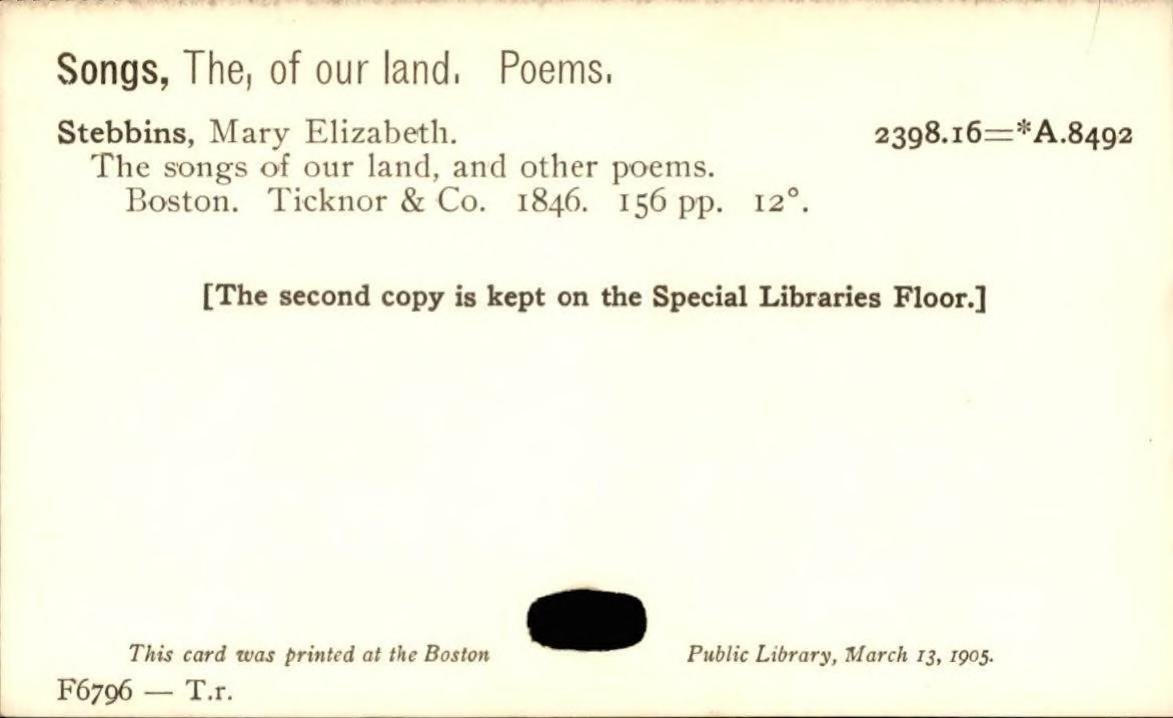 Songs, The, of our land. Poems.
Stebbins, Mary Elizabeth. 2398.16=*A.8492
The songs of our land, and other poems.
Boston. Ticknor & Co. 1846. 156 pp. 12°.
[The second copy is kept on the Special Libraries Floor.]
This card was printed at the Boston Public Library, March 13, 1905.
F6796 — T.r.